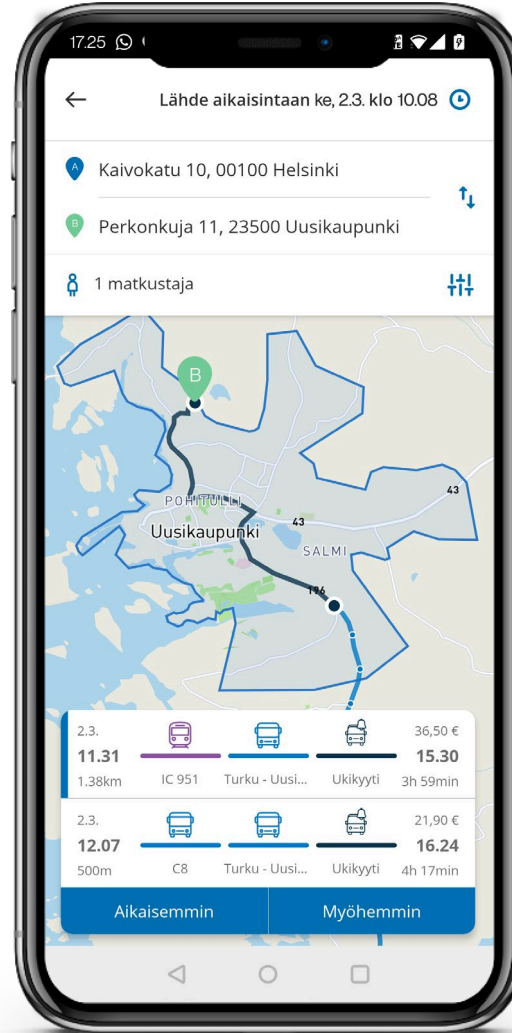 17.25
Lähde aikaisintaan ke, 2.3. klo 10.08
A
Kaivokatu 10, 00100 Helsinki
B
Perkonkuja 11, 23500 Uusikaupunki
1 matkustaja
B
43
POHITULLI
43
Uusikaupunki
SALMI
196
2.3.
36,50 €
11.31
15.30
1.38km
IC 951
Turku - Uusi...
Ukikyyti
3h 59min
2.3.
21,90 €
12.07
16.24
500m
C8
Turku - Uusi...
Ukikyyti
4h 17min
Aikaisemmin
Myöhemmin